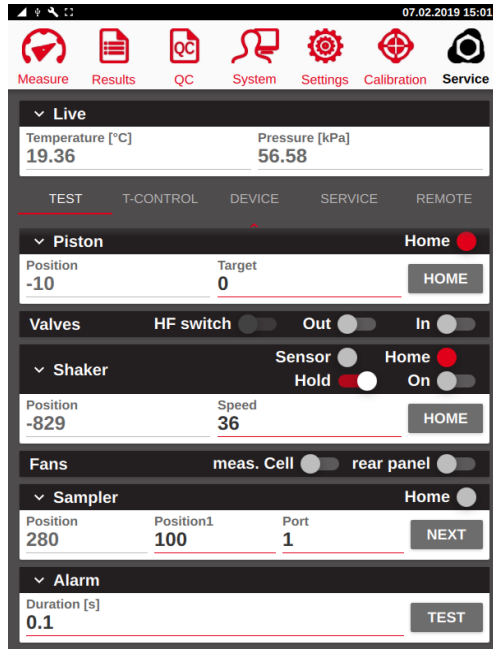 07.02.2019 15:01
QC
Measure Results QC System Settings Calibration Service
Live
Temperature [°C] Pressure [kPa]
19.36 56.58
TEST T-CONTROL DEVICE SERVICE REMOTE
Piston Home
Position Target
-10 0 HOME
Valves HF switch Out In
Sensor Home
Shaker
Hold On
Position Speed
-829 36 HOME
Fans meas. Cell rear panel
Sampler Home
Position Position1 Port
280 100 1 NEXT
Alarm
Duration [s]
0.1 TEST